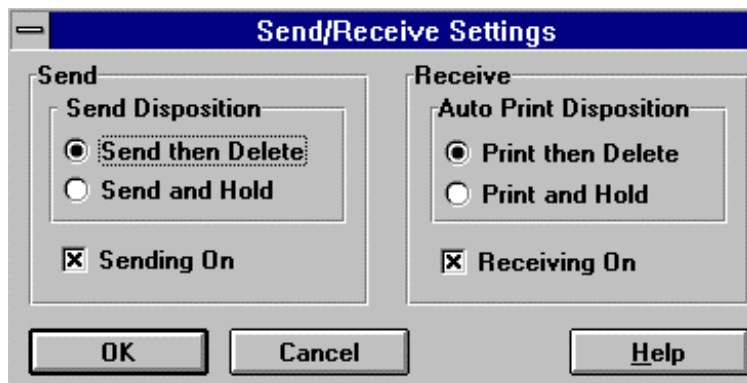 Send/Receive Settings
Send
Send Disposition
Send then Delete
Send and Hold
Sending On
Receive
Auto Print Disposition
Print then Delete
Print and Hold
Receiving On
OK
Cancel
Help